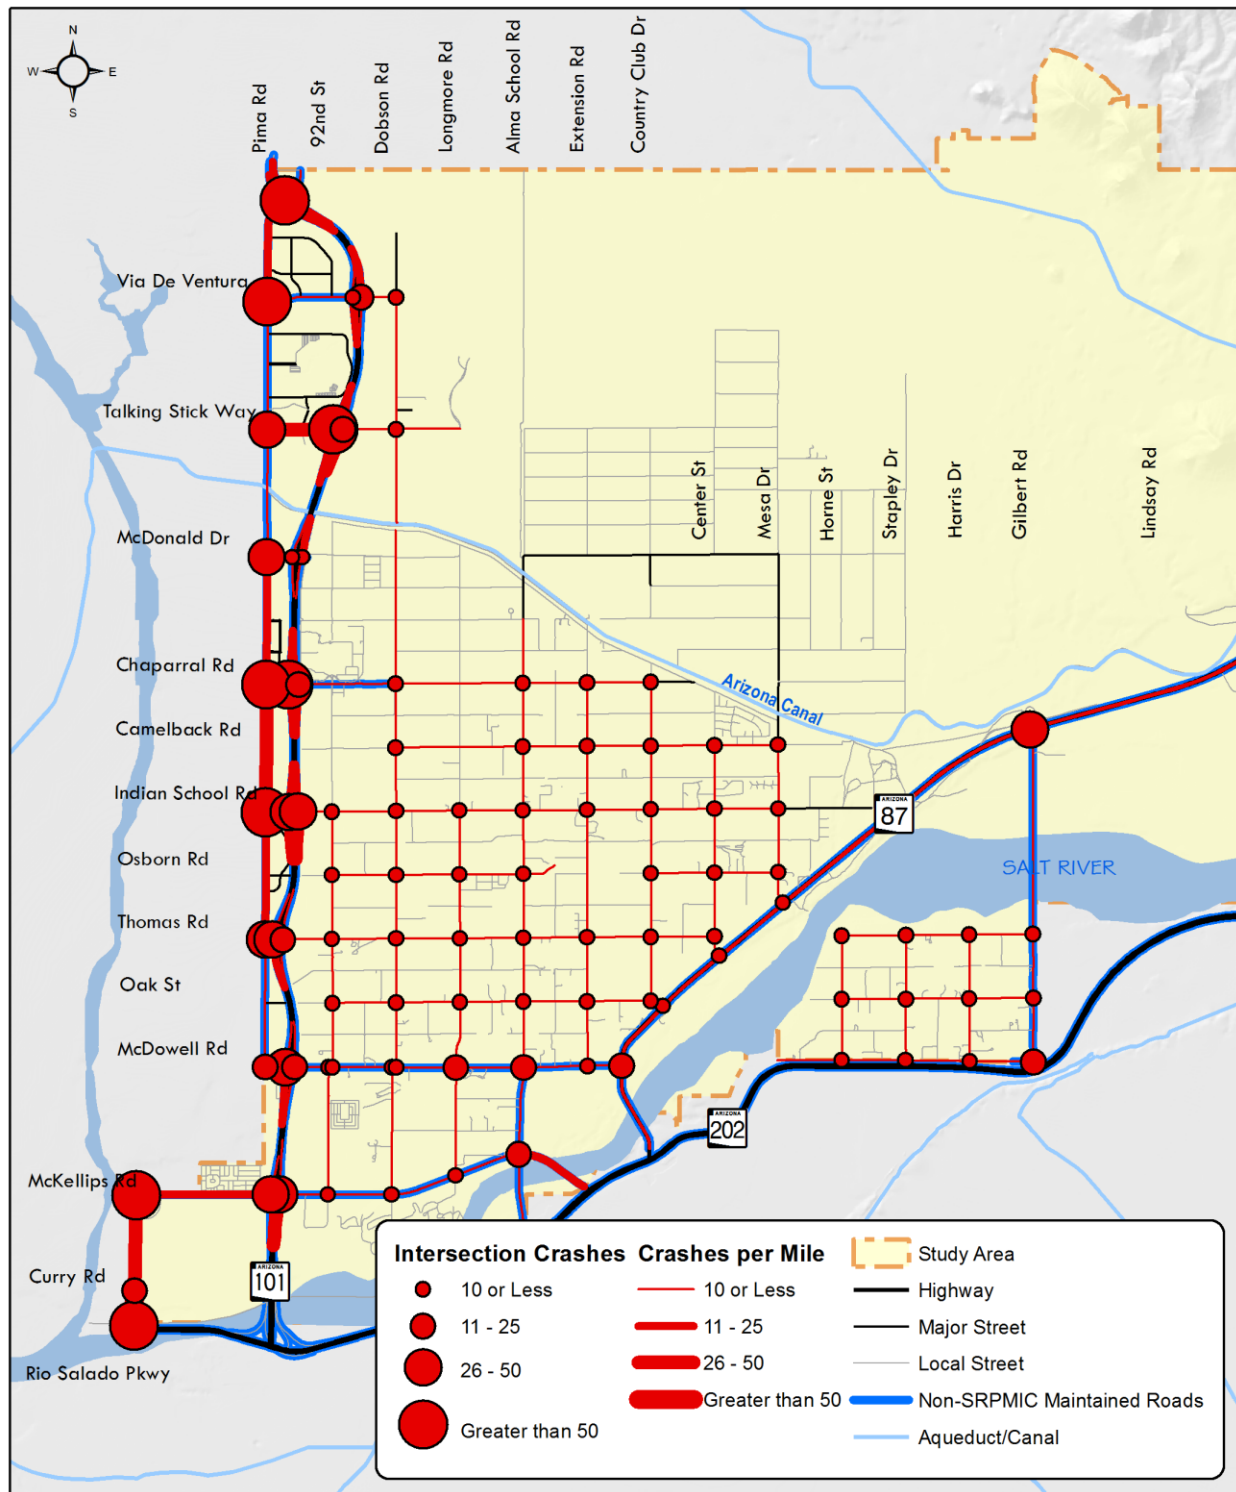 N
W
E
S
Pima Rd
92nd St
Dobson Rd
Longmore Rd
Alma School Rd
Extension Rd
Country Club Dr
Via De Ventura
Talking Stick Way
Center St
Mesa Dr
Horne St
Stapley Dr
Harris Dr
Gilbert Rd
Lindsay Rd
McDonald Dr
Chaparral Rd
Arizona Canal
Camelback Rd
Indian School Rd
ARIZONA
87
Osborn Rd
SALT RIVER
Thomas Rd
Oak St
McDowell Rd
ARIZONA
202
McKellips Rd
Curry Rd
ARIZONA
101
Rio Salado Pkwy
Intersection Crashes
10 or Less
11 - 25
26 - 50
Greater than 50
Crashes per Mile
10 or Less
11 - 25
26 - 50
Greater than 50
Study Area
Highway
Major Street
Local Street
Non-SRPMIC Maintained Roads
Aqueduct/Canal